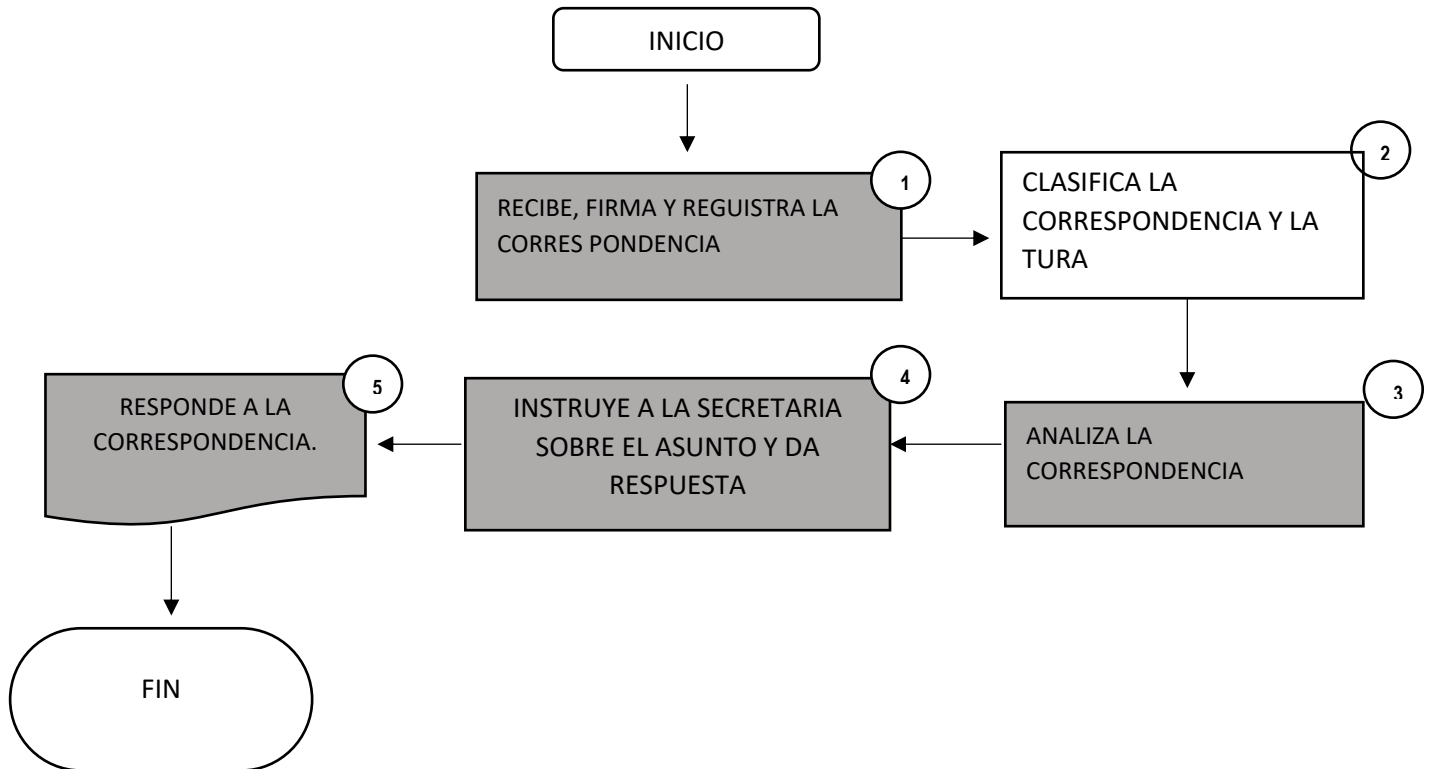 INICIO
1
RECIBE, FIRMA Y REGUISTRA LA
CORRES PONDENCIA
2
CLASIFICA LA
CORRESPONDENCIA Y LA
TURA
3
ANALIZA LA
CORRESPONDENCIA
4
INSTRUYE A LA SECRETARIA
SOBRE EL ASUNTO Y DA
RESPUESTA
5
RESPONDE A LA
CORRESPONDENCIA.
FIN